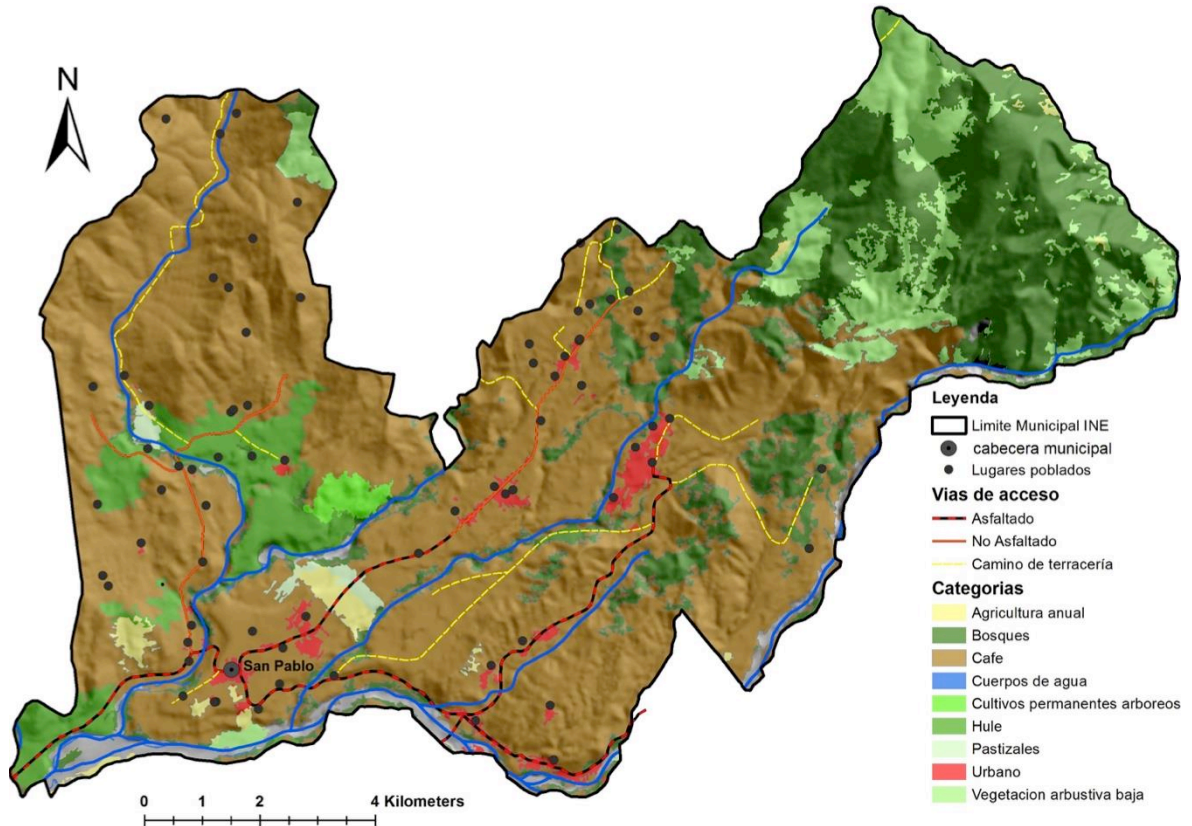 N
San Pablo
0 1 2 4 Kilometers
Leyenda
Limite Municipal INE
cabecera municipal
Lugares poblados
Vias de acceso
Asfaltado
No Asfaltado
Camino de terracería
Categorias
Agricultura anual
Bosques
Cafe
Cuerpos de agua
Cultivos permanentes arboreos
Hule
Pastizales
Urbano
Vegetacion arbustiva baja